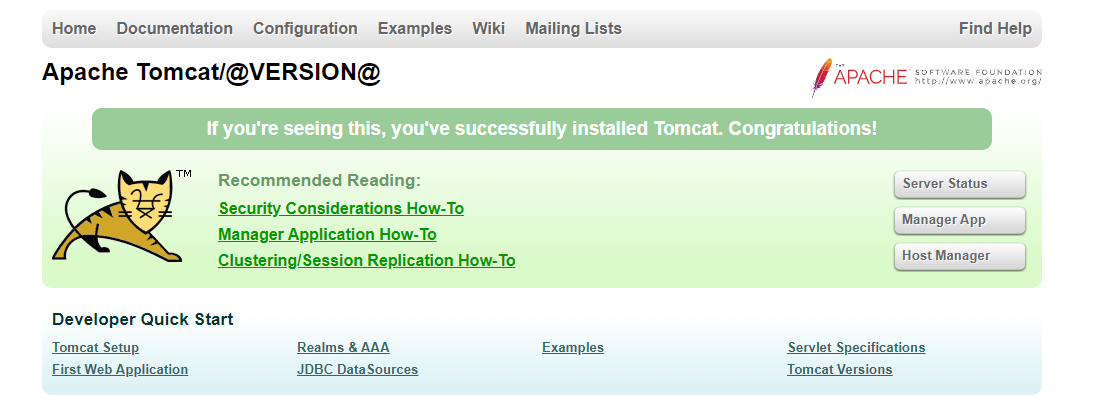 Home Documentation Configuration Examples Wiki Mailing Lists Find Help
Apache Tomcat/@VERSION@
THE APACHE SOFTWARE FOUNDATION
http://www.apache.org/
If you're seeing this, you've successfully installed Tomcat. Congratulations!
TM
Recommended Reading:
Security Considerations How-To
Manager Application How-To
Clustering/Session Replication How-To
Server Status
Manager App
Host Manager
Developer Quick Start
Tomcat Setup Realms & AAA Examples Servlet Specifications
First Web Application JDBC DataSources Tomcat Versions